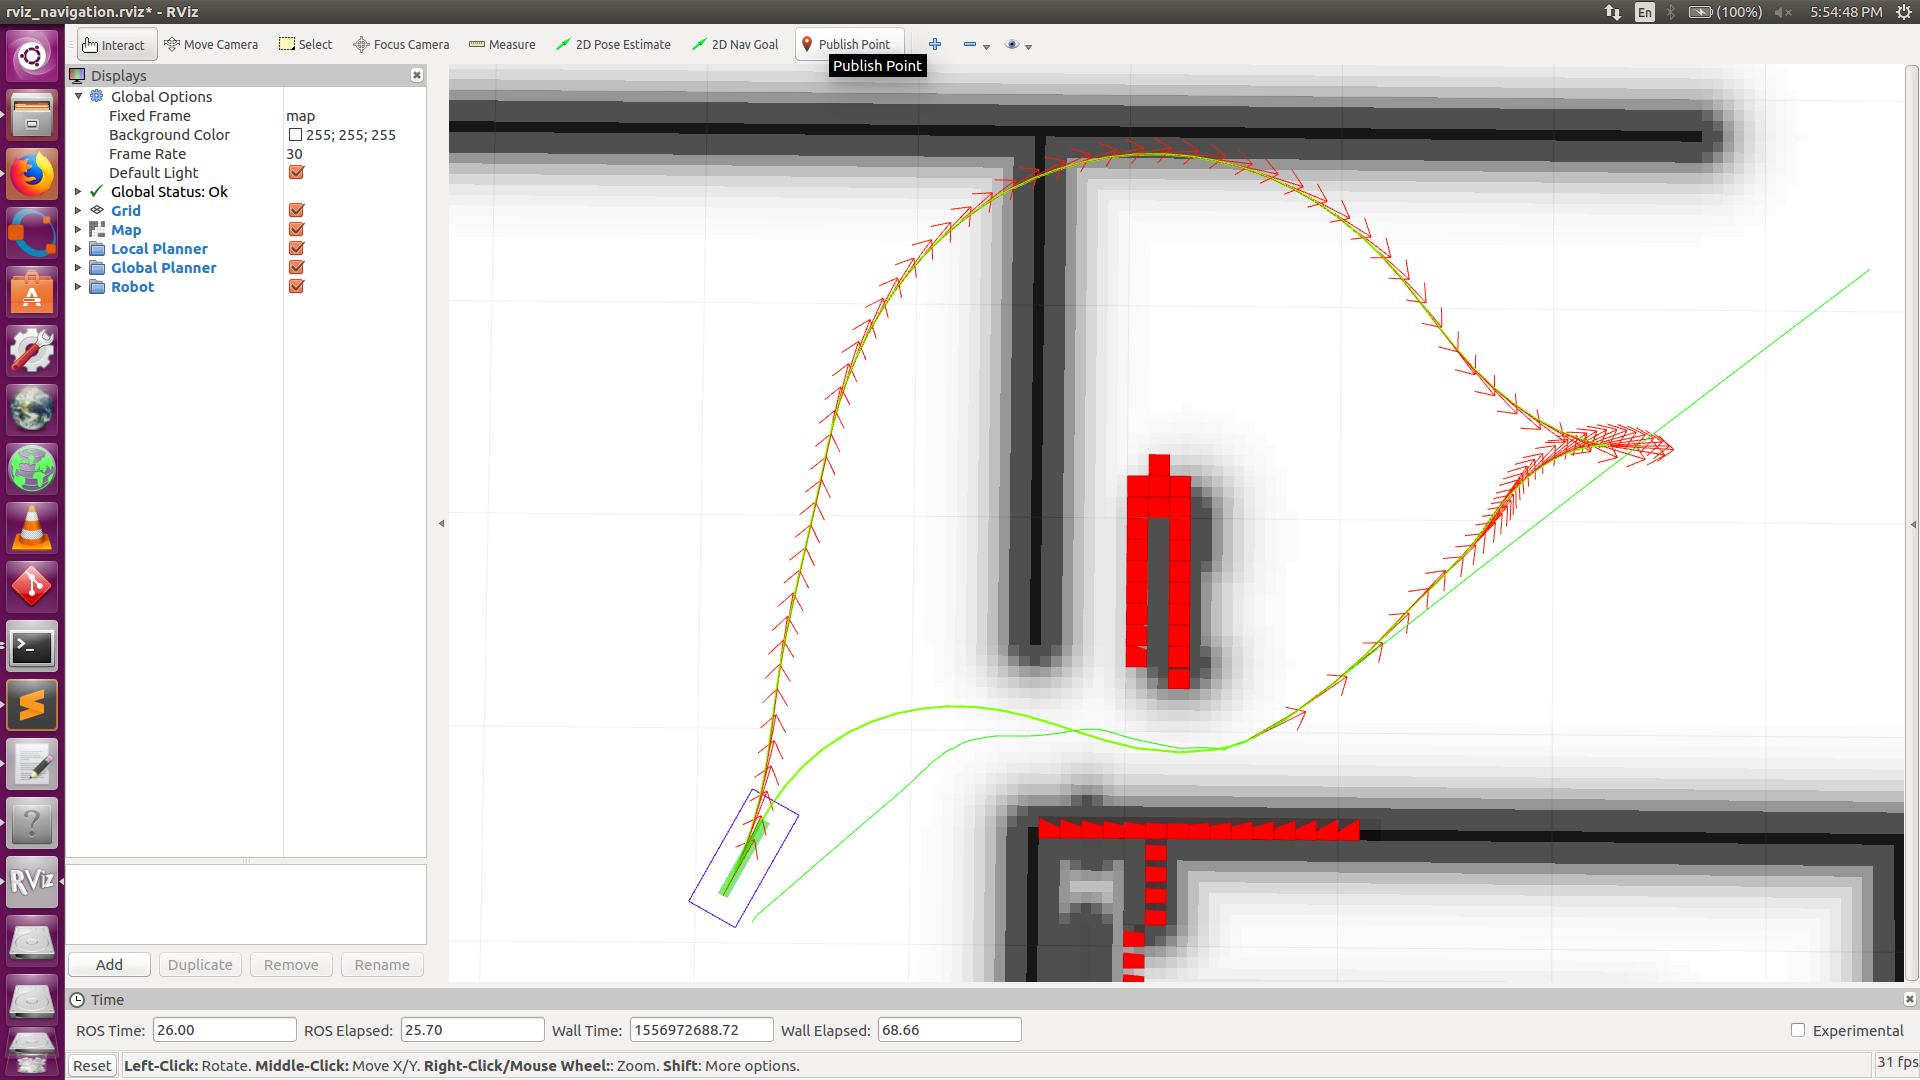 rviz_navigation.rviz* - RViz
En (100%) 5:54:48 PM
Interact Move Camera Select Focus Camera Measure 2D Pose Estimate 2D Nav Goal Publish Point
Publish Point
Displays
Global Options
Fixed Frame map
Background Color 255; 255; 255
Frame Rate 30
Default Light
Global Status: Ok
Grid
Map
Local Planner
Global Planner
Robot
RViz
Add Duplicate Remove Rename
Time
ROS Time: 26.00 ROS Elapsed: 25.70 Wall Time: 1556972688.72 Wall Elapsed: 68.66 Experimental
Reset Left-Click: Rotate. Middle-Click: Move X/Y. Right-Click/Mouse Wheel:: Zoom. Shift: More options. 31 fps